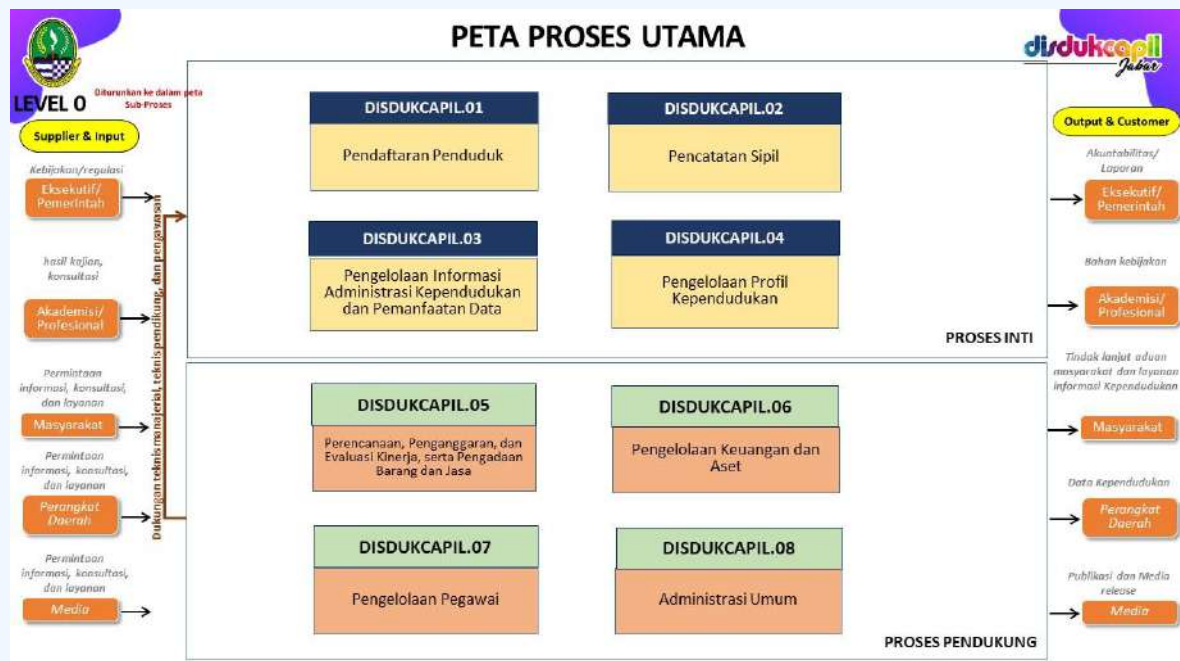 PETA PROSES UTAMA
disdukcapil
Jabar
LEVEL 0
Diturunkan ke dalam peta
Sub-Proses
Supplier & Input
Kebijakan/regulasi
Eksekutif/
Pemerintah
hasil kajian,
konsultasi
Akademisi/
Profesional
Permintaan
informasi, konsultasi,
dan layanan
Masyarakat
Permintaan
informasi, konsultasi,
dan layanan
Perangkat
Daerah
Permintaan
informasi, konsultasi,
dan layanan
Media
Dukungan teknis manajerial, teknis pendikung, dan pengawasan
DISDUKCAPIL.01
Pendaftaran Penduduk
DISDUKCAPIL.02
Pencatatan Sipil
DISDUKCAPIL.03
Pengelolaan Informasi
Administrasi Kependudukan
dan Pemanfaatan Data
DISDUKCAPIL.04
Pengelolaan Profil
Kependudukan
PROSES INTI
DISDUKCAPIL.05
Perencanaan, Penganggaran, dan
Evaluasi Kinerja, serta Pengadaan
Barang dan Jasa
DISDUKCAPIL.06
Pengelolaan Keuangan dan
Aset
DISDUKCAPIL.07
Pengelolaan Pegawai
DISDUKCAPIL.08
Administrasi Umum
PROSES PENDUKUNG
Output & Customer
Akuntabilitas/
Laporan
Eksekutif/
Pemerintah
Bahan kebijakan
Akademisi/
Profesional
Tindak lanjut aduan
masyarakat dan layanan
informasi Kependudukan
Masyarakat
Data Kependudukan
Perangkat
Daerah
Publikasi dan Media
release
Media